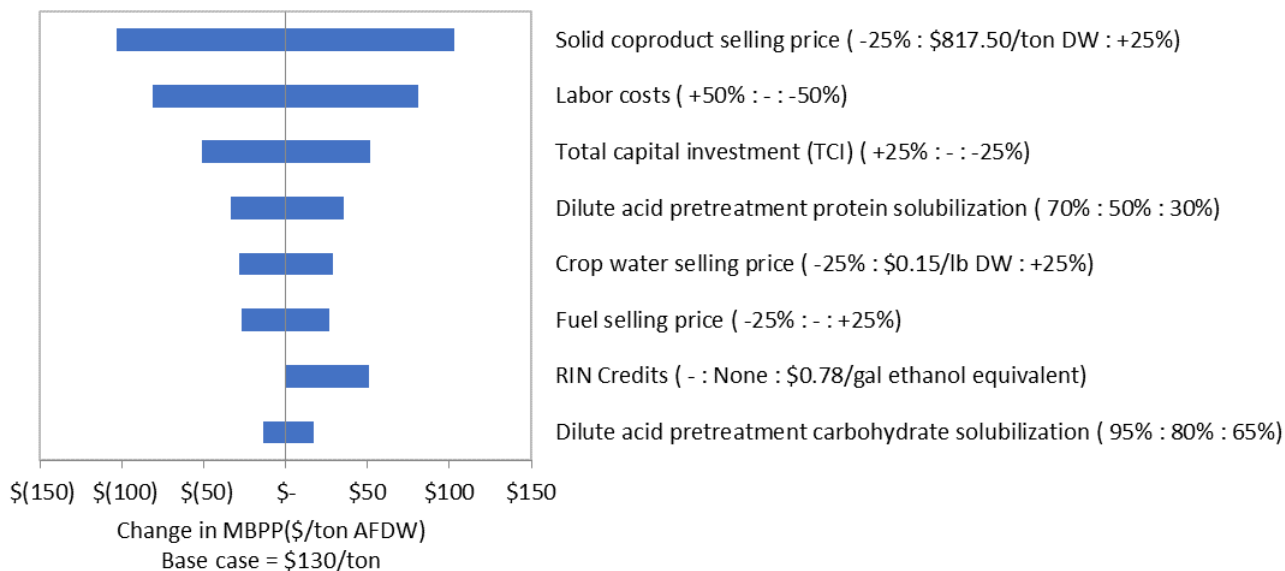 Solid coproduct selling price ( -25% : $817.50/ton DW : +25%)
Labor costs ( +50% : - : -50%)
Total capital investment (TCI) ( +25% : - : -25%)
Dilute acid pretreatment protein solubilization ( 70% : 50% : 30%)
Crop water selling price ( -25% : $0.15/lb DW : +25%)
Fuel selling price ( -25% : - : +25%)
RIN Credits ( - : None : $0.78/gal ethanol equivalent)
Dilute acid pretreatment carbohydrate solubilization ( 95% : 80% : 65%)
$(150) $(100) $(50) $- $50 $100 $150
Change in MBPP($/ton AFDW)
Base case = $130/ton